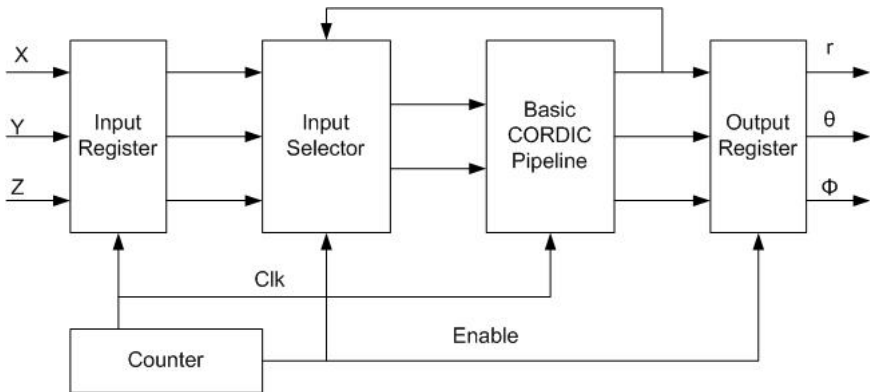 X
Y
Z
Input
Register
Input
Selector
Basic
CORDIC
Pipeline
Output
Register
r
θ
Φ
Clk
Enable
Counter